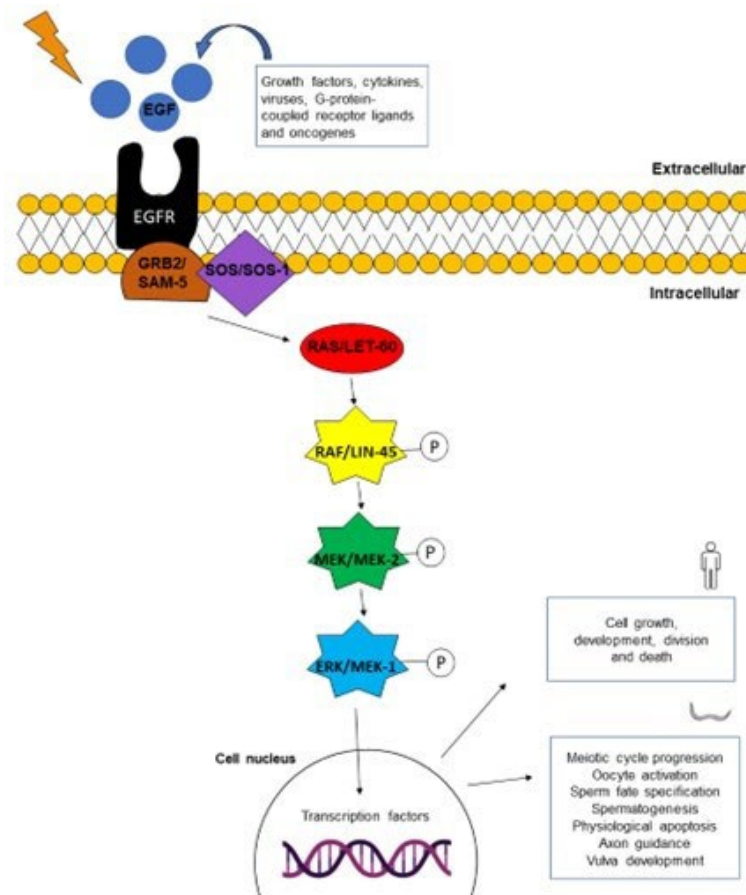 Growth factors, cytokines,
viruses, G-protein-
coupled receptor ligands
and oncogenes
EGF
Extracellular
EGFR
GRB2/
SAM-5
SOS/SOS-1
Intracellular
RAS/LET-60
RAF/LIN-45
P
MEK/MEK-2
P
Cell growth,
development, division
and death
ERK/MEK-1
P
Cell nucleus
Meiotic cycle progression
Oocyte activation
Sperm fate specification
Spermatogenesis
Physiological apoptosis
Axon guidance
Vulva development
Transcription factors